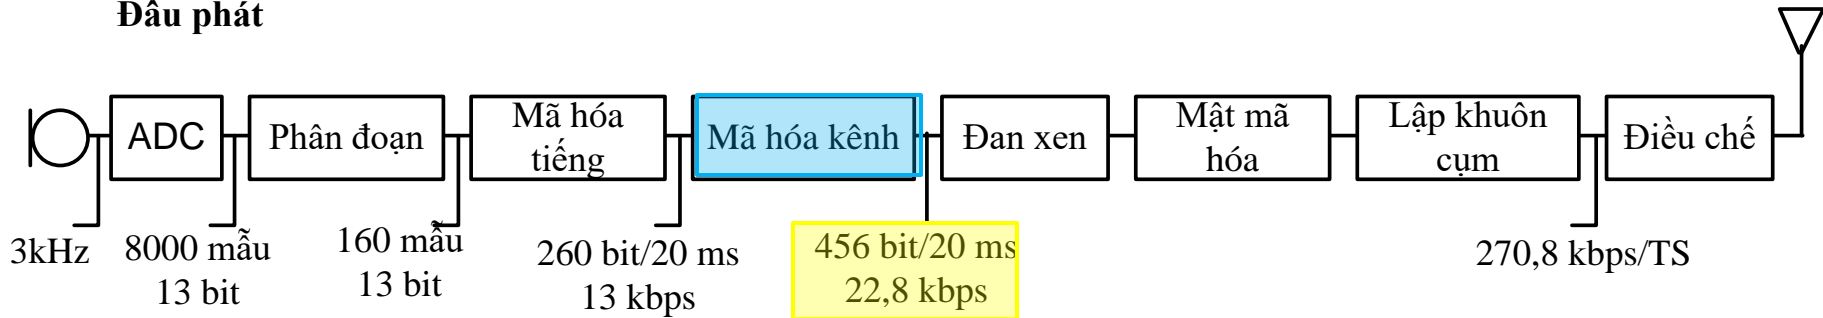 Đầu phát
ADC
Phân đoạn
Mã hóa
tiếng
Mã hóa kênh
Đan xen
Mật mã
hóa
Lập khuôn
cụm
Điều chế
3kHz
8000 mẫu
13 bit
160 mẫu
13 bit
260 bit/20 ms
13 kbps
456 bit/20 ms
22,8 kbps
270,8 kbps/TS